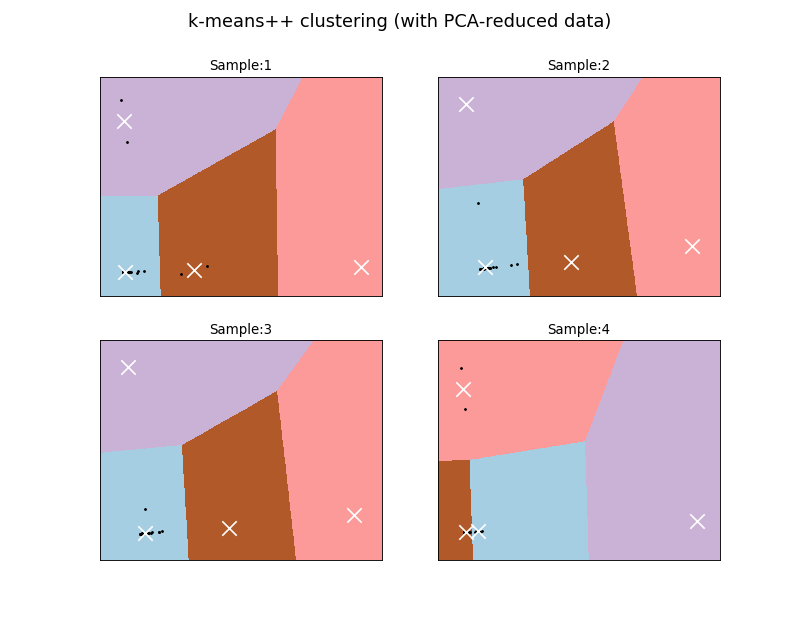 k-means++ clustering (with PCA-reduced data)
Sample:1
Sample:2
Sample:3
Sample:4